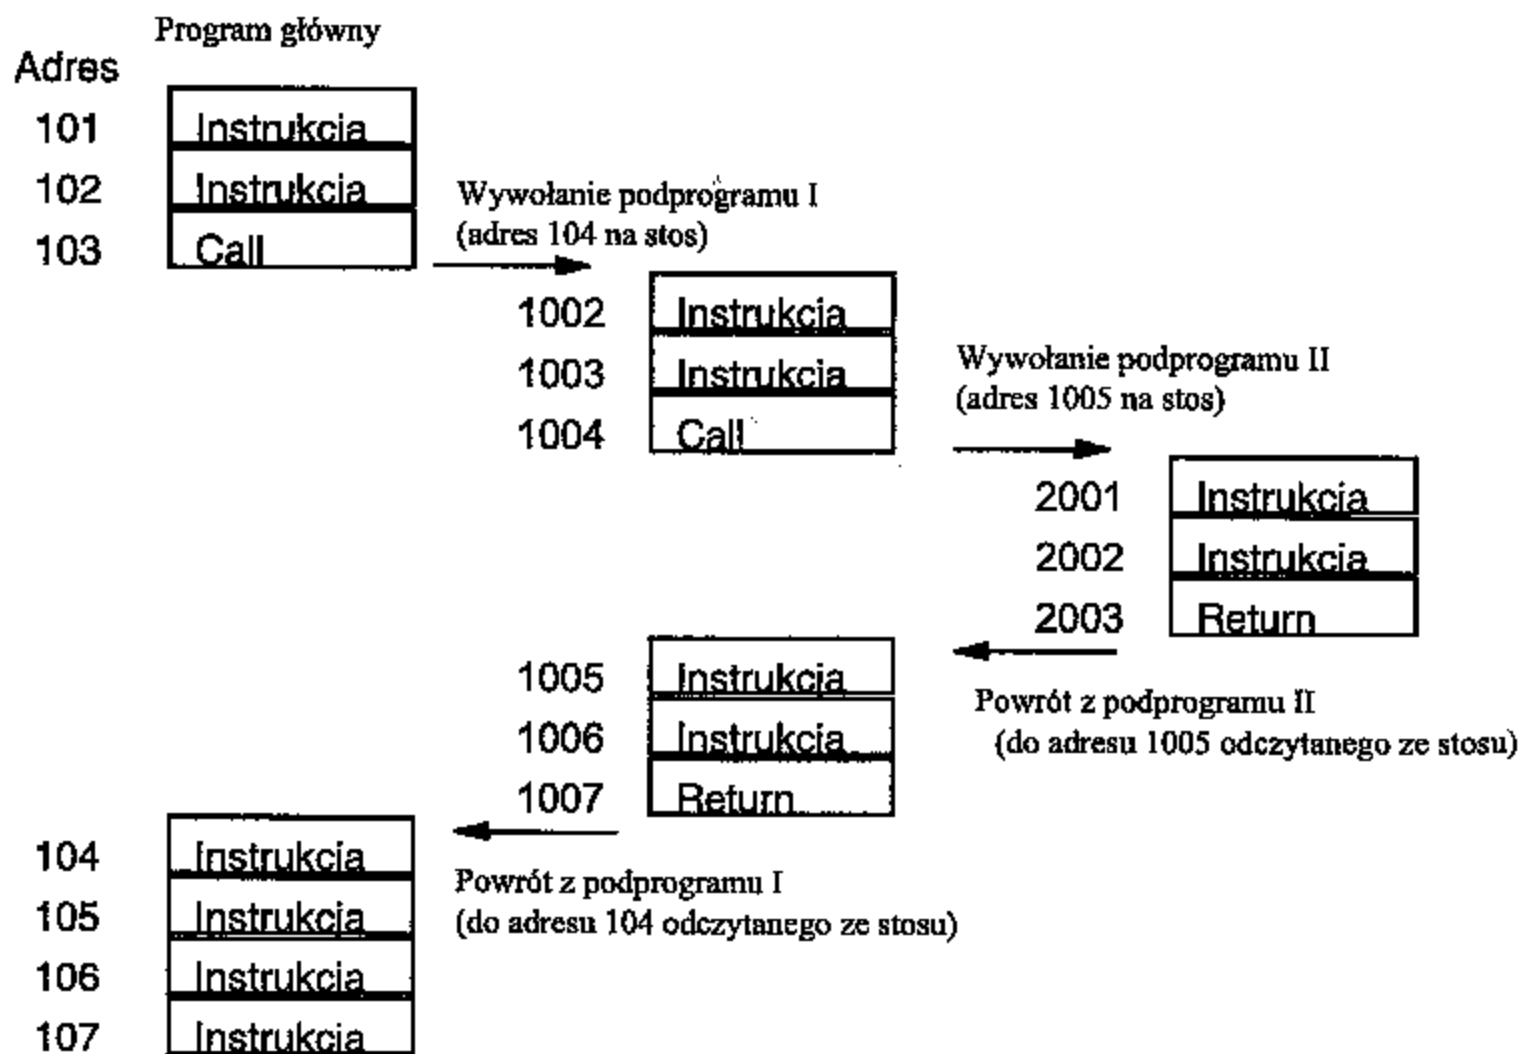 Program główny
Adres
101 Instrukcja
102 Instrukcja
103 Call
Wywołanie podprogramu I
(adres 104 na stos)
1002 Instrukcja
1003 Instrukcja
1004 Call
Wywołanie podprogramu II
(adres 1005 na stos)
2001 Instrukcja
2002 Instrukcja
2003 Return
Powrót z podprogramu II
(do adresu 1005 odczytanego ze stosu)
1005 Instrukcja
1006 Instrukcja
1007 Return
Powrót z podprogramu I
(do adresu 104 odczytanego ze stosu)
104 Instrukcja
105 Instrukcja
106 Instrukcja
107 Instrukcja